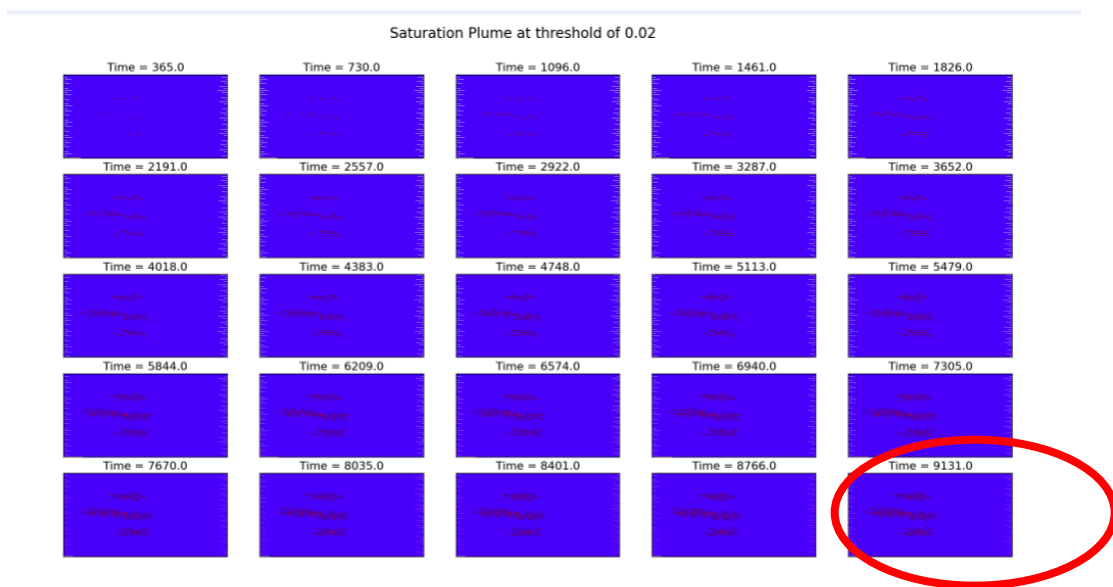 Saturation Plume at threshold of 0.02
Time = 365.0 Time = 730.0 Time = 1096.0 Time = 1461.0 Time = 1826.0
Time = 2191.0 Time = 2557.0 Time = 2922.0 Time = 3287.0 Time = 3652.0
Time = 4018.0 Time = 4383.0 Time = 4748.0 Time = 5113.0 Time = 5479.0
Time = 5844.0 Time = 6209.0 Time = 6574.0 Time = 6940.0 Time = 7305.0
Time = 7670.0 Time = 8035.0 Time = 8401.0 Time = 8766.0 Time = 9131.0